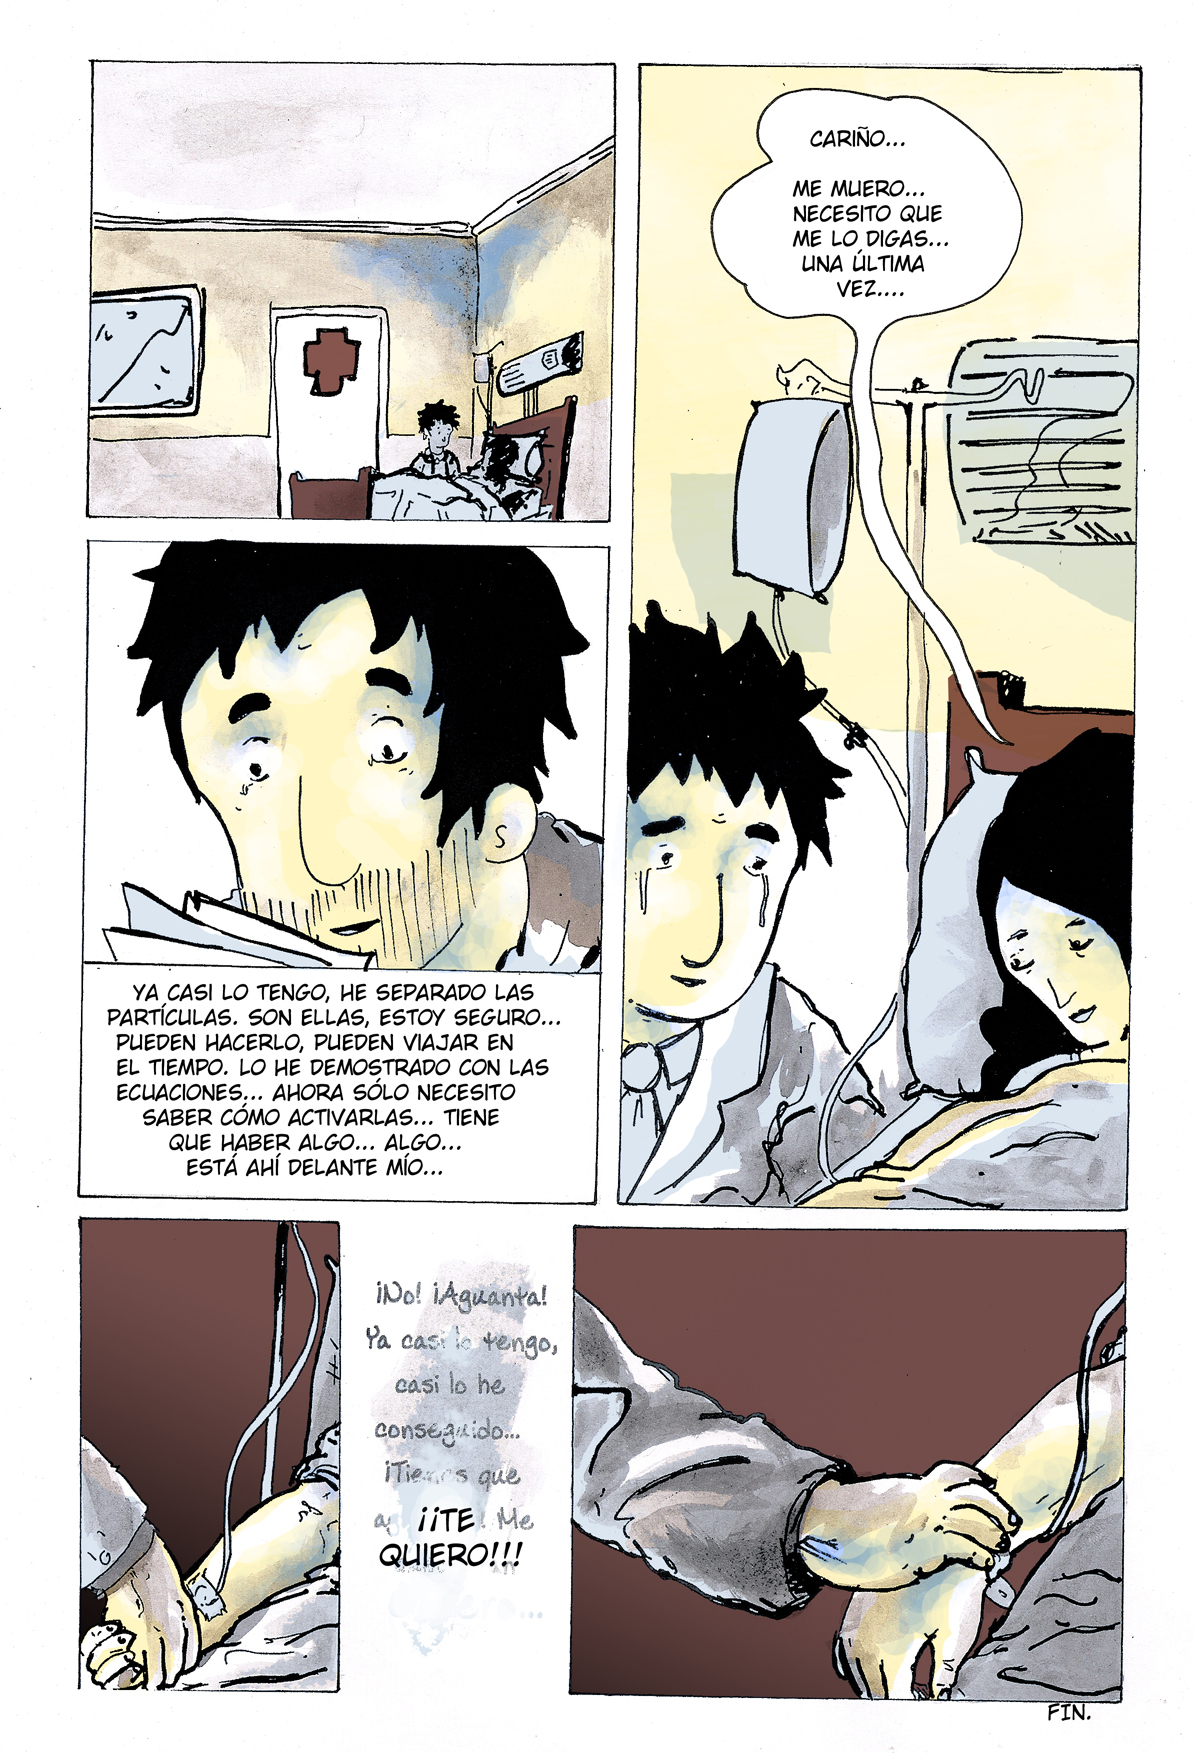 CARIÑO...
ME MUERO...
NECESITO QUE
ME LO DIGAS...
UNA ÚLTIMA
VEZ....
YA CASI LO TENGO, HE SEPARADO LAS
PARTÍCULAS. SON ELLAS, ESTOY SEGURO...
PUEDEN HACERLO, PUEDEN VIAJAR EN
EL TIEMPO. LO HE DEMOSTRADO CON LAS
ECUACIONES... AHORA SÓLO NECESITO
SABER CÓMO ACTIVARLAS... TIENE
QUE HABER ALGO... ALGO...
ESTÁ AHÍ DELANTE MÍO...
¡No! ¡Aguanta!
Ya casi lo tengo,
casi lo he
conseguido...
¡Tienes que
¡¡TE Me
QUIERO!!!
FIN.